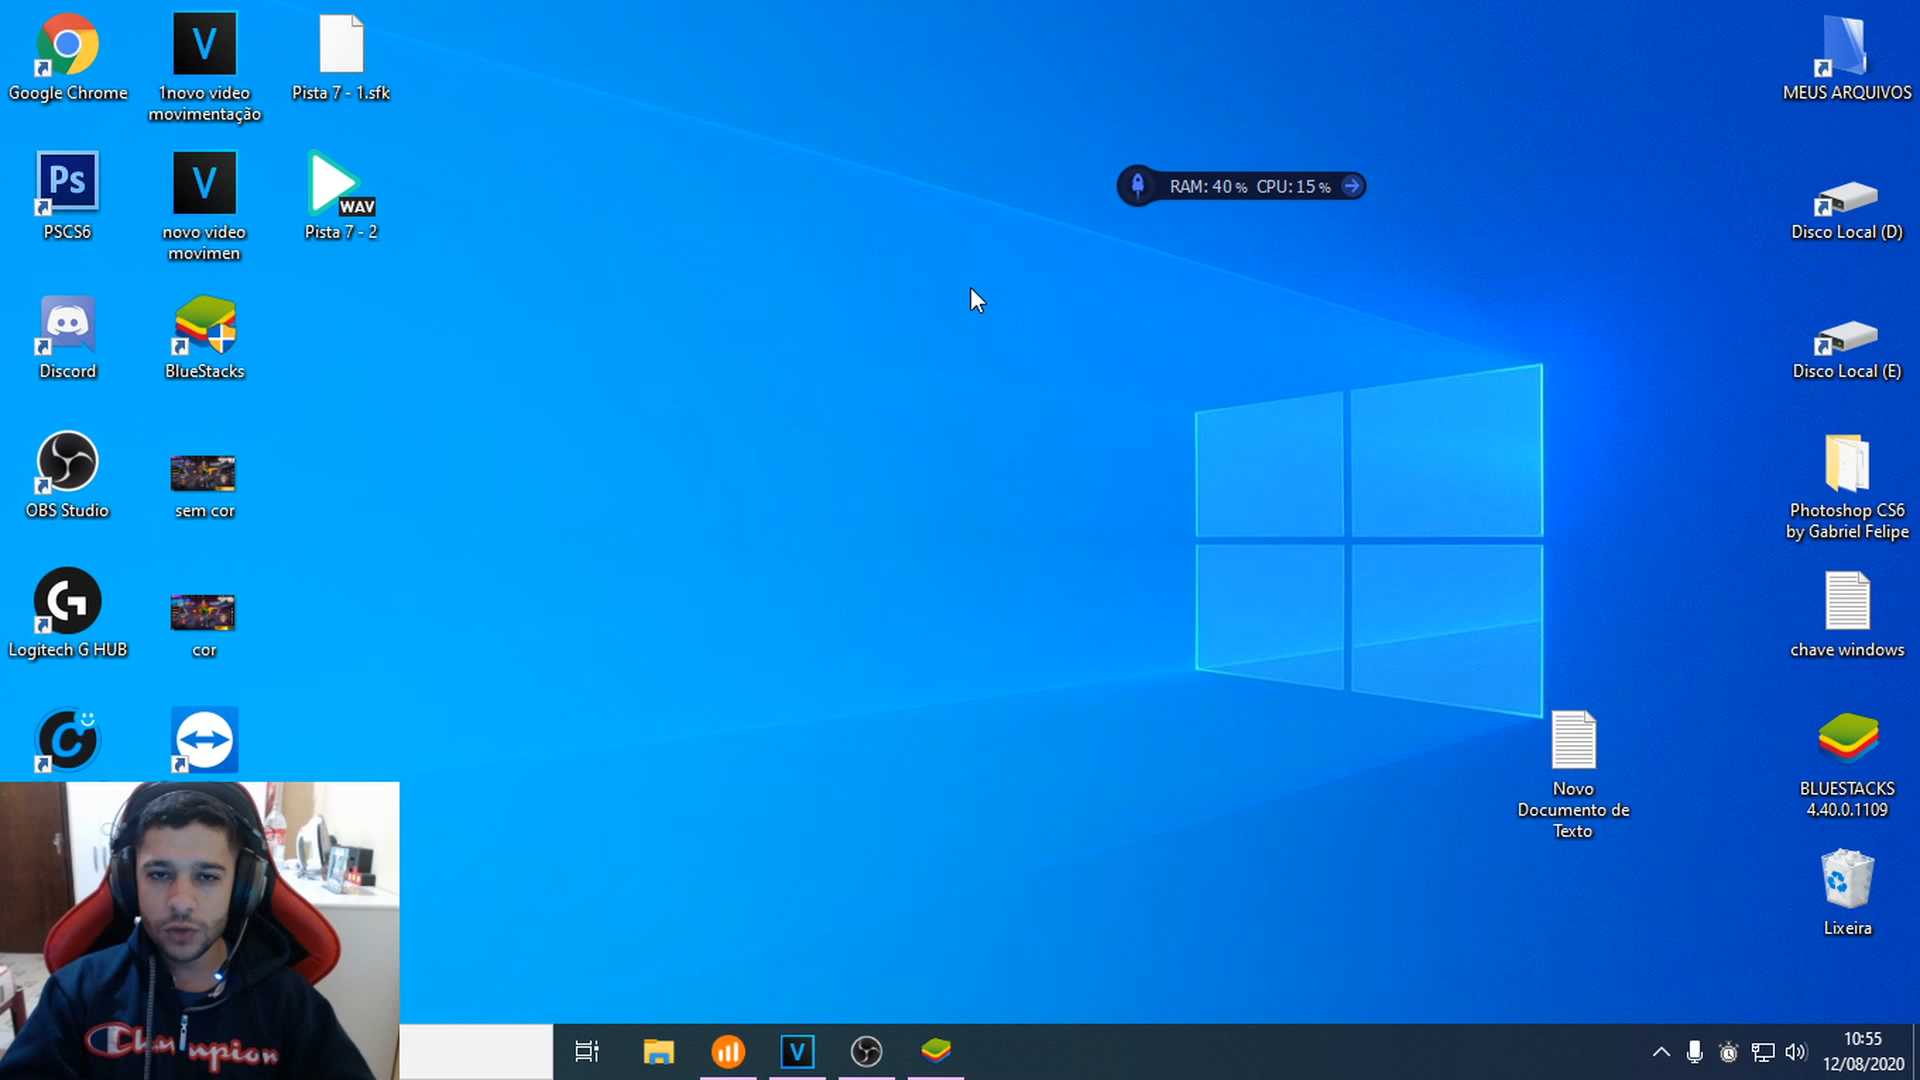 Google Chrome
1novo video
movimentação
Pista 7 - 1.sfk
Ps
PSCS6
V
novo video
movimen
WAV
Pista 7 - 2
Discord
BlueStacks
OBS Studio
sem cor
Logitech G HUB
cor
RAM: 40 % CPU: 15 %
MEUS ARQUIVOS
Disco Local (D)
Disco Local (E)
Photoshop CS6
by Gabriel Felipe
chave windows
Novo
Documento de
Texto
BLUESTACKS
4.40.0.1109
Lixeira
Champion
V
10:55
12/08/2020